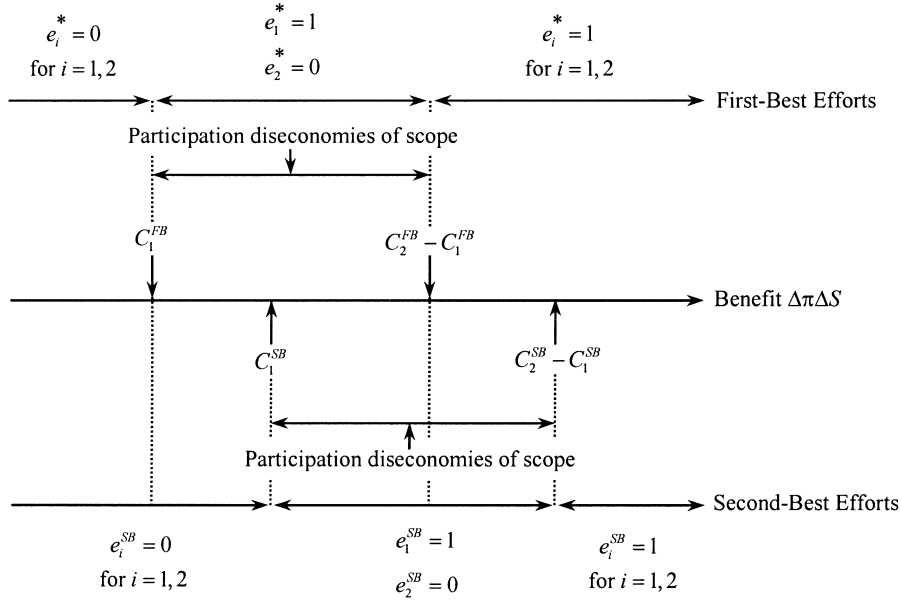 e_i^* = 0
for i = 1, 2
e_1^* = 1
e_2^* = 0
e_i^* = 1
for i = 1, 2
First-Best Efforts
Participation diseconomies of scope
C_1^{FB}
C_2^{FB} − C_1^{FB}
Benefit ΔπΔS
C_1^{SB}
C_2^{SB} − C_1^{SB}
Participation diseconomies of scope
Second-Best Efforts
e_i^{SB} = 0
for i = 1, 2
e_1^{SB} = 1
e_2^{SB} = 0
e_i^{SB} = 1
for i = 1, 2